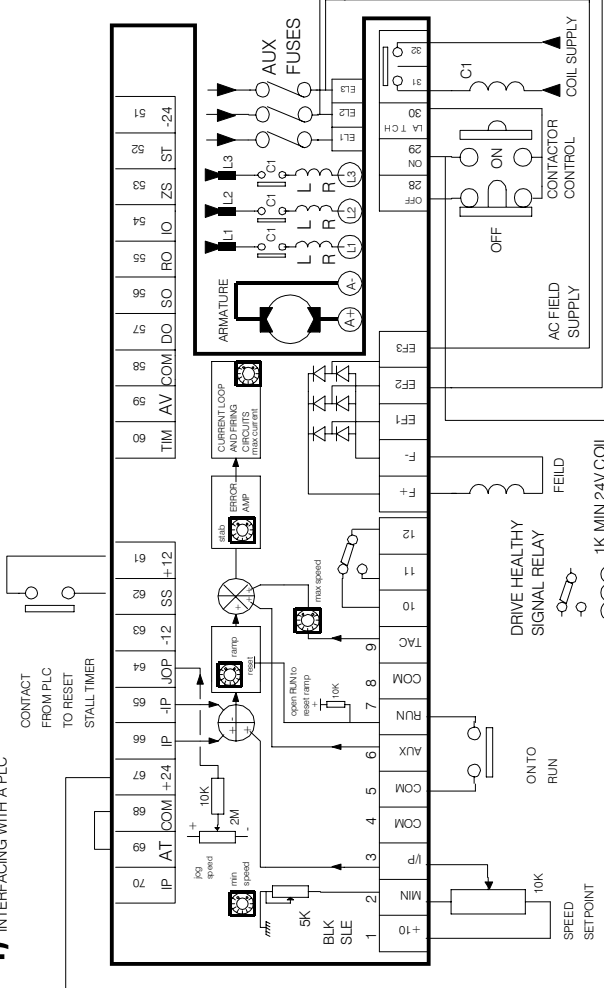 INTERFACING WITH A PLC
CONTACT
FROM PLC
TO RESET
STALL TIMER
70 69 68 67 66 65 64 63 62 61
IP AT COM +24 IP -IP JOP -12 SS +12
60 59 58 57 56 55 54 53 52 51
TIM AV COM DO SO RO IO ZS ST -24
jog
speed
+
-
10K
2M
min
speed
5K
BLK
SLE
+ -
ramp
reset
+ +
+
stab
ERROR
AMP
CURRENT LOOP
AND FIRING
CIRCUITS
max current
max speed
open RUN to
reset ramp
+
10K
ARMATURE
A+ A-
L1 L2 L3
C1 C1 C1
L L L
R R R
L1 L2 L3
AUX
FUSES
EL1 EL2 EL3
1 2 3 4 5 6 7 8 9 10 11 12
+10 MIN I/P COM COM AUX RUN COM TAC
F+ F- EF1 EF2 EF3
28 29 30 31 32
OFF ON LATCH
10K
SPEED
SETPOINT
ON TO
RUN
DRIVE HEALTHY
SIGNAL RELAY
1K MIN 24V COIL
FEILD
AC FIELD
SUPPLY
OFF
ON
CONTACTOR
CONTROL
C1
COIL SUPPLY